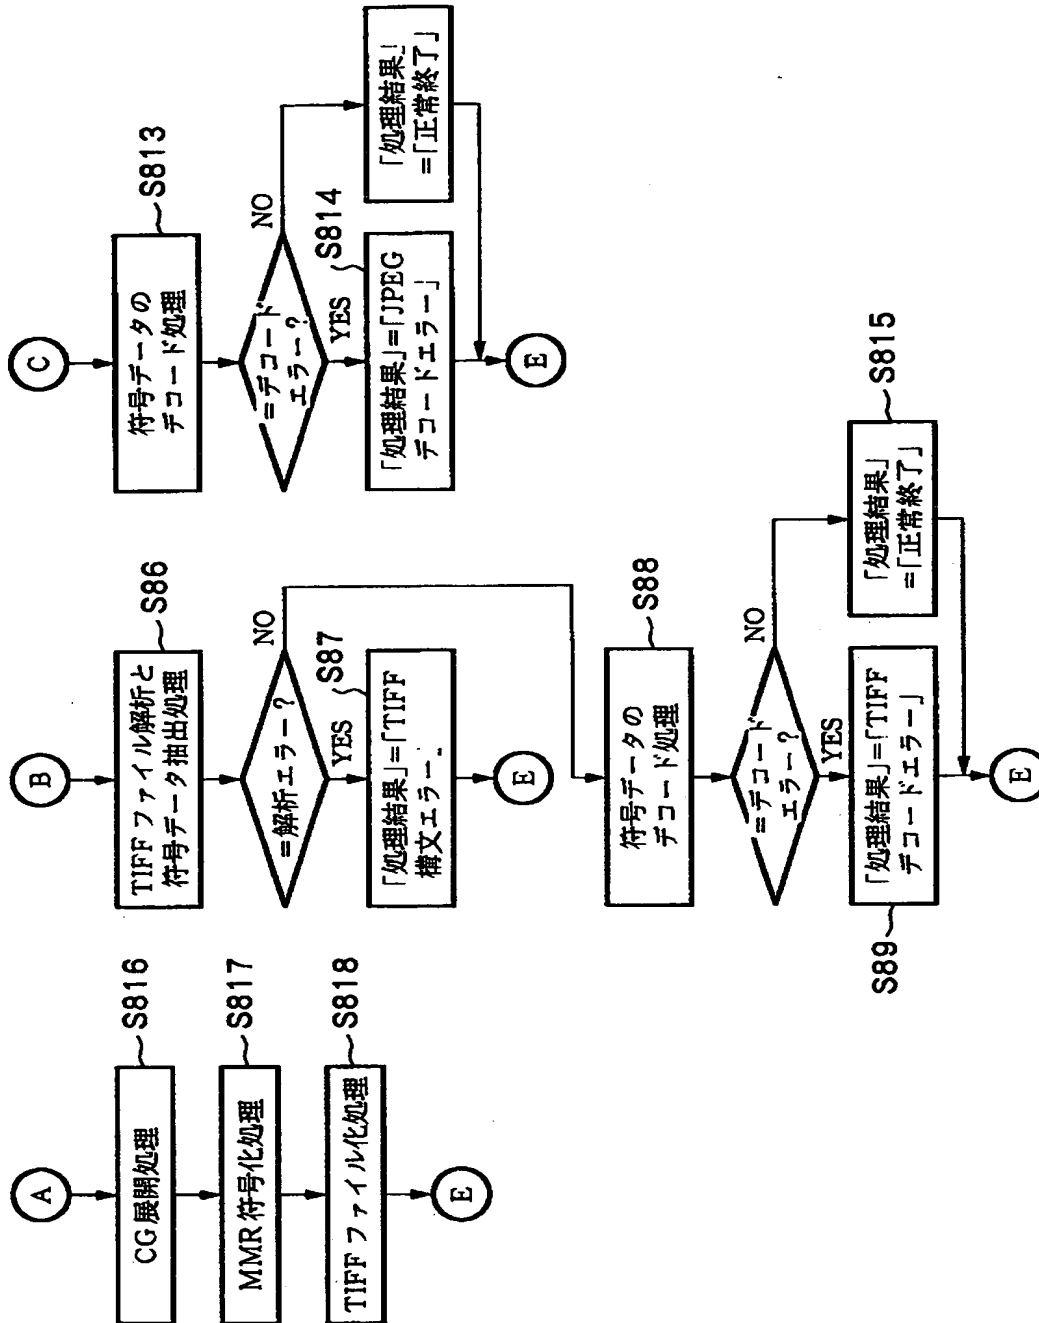 A
CG展開処理
S816
MMR符号化処理
S817
TIFFファイル化処理
S818
E
B
TIFFファイル解析と
符号データ抽出処理
S86
=解析エラー?
NO
YES
S87
「処理結果」=「TIFF
構文エラー」
E
符号データの
デコード処理
S88
=デコード
エラー?
NO
YES
S89
「処理結果」=「TIFF
デコードエラー」
S815
「処理結果」
=「正常終了」
E
C
符号データの
デコード処理
S813
=デコード
エラー?
NO
YES
S814
「処理結果」=「JPEG
デコードエラー」
「処理結果」
=「正常終了」
E